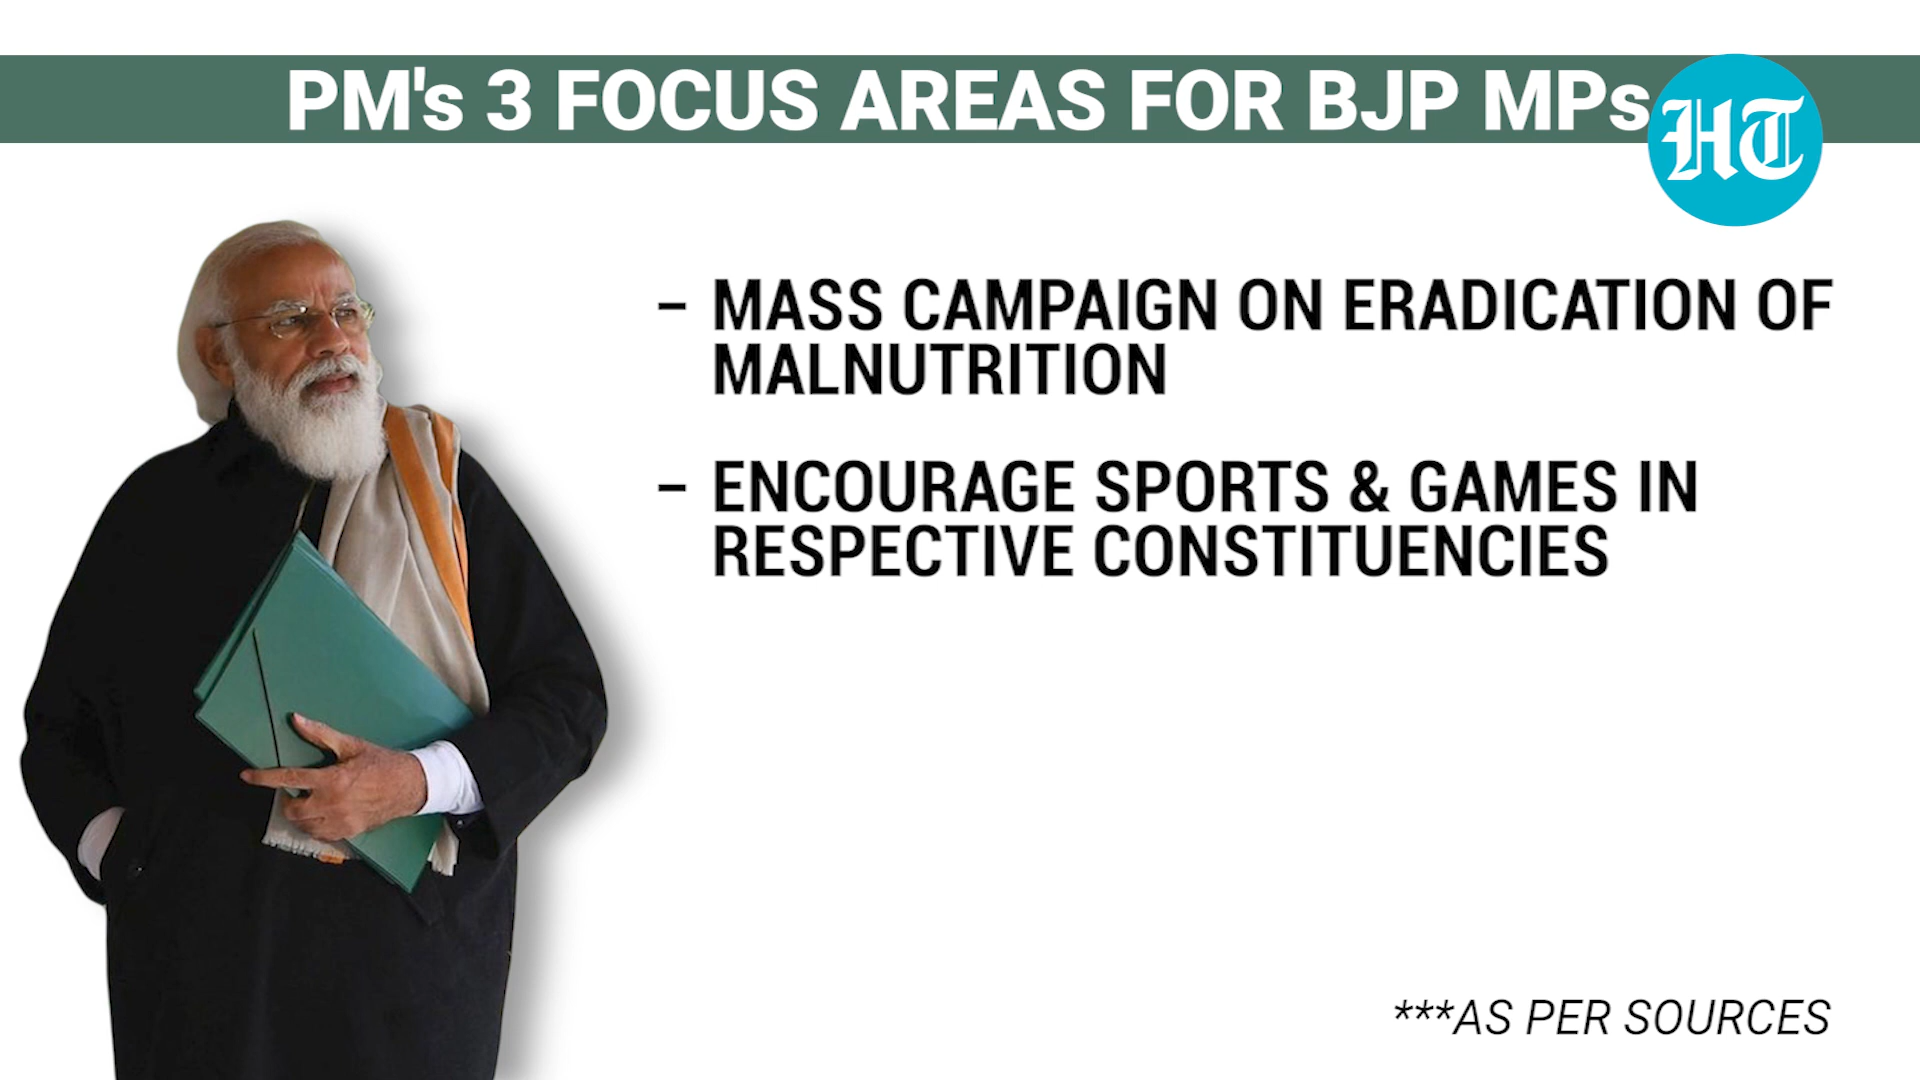 PM's 3 FOCUS AREAS FOR BJP MPs
HT
- MASS CAMPAIGN ON ERADICATION OF
MALNUTRITION
- ENCOURAGE SPORTS & GAMES IN
RESPECTIVE CONSTITUENCIES
***AS PER SOURCES